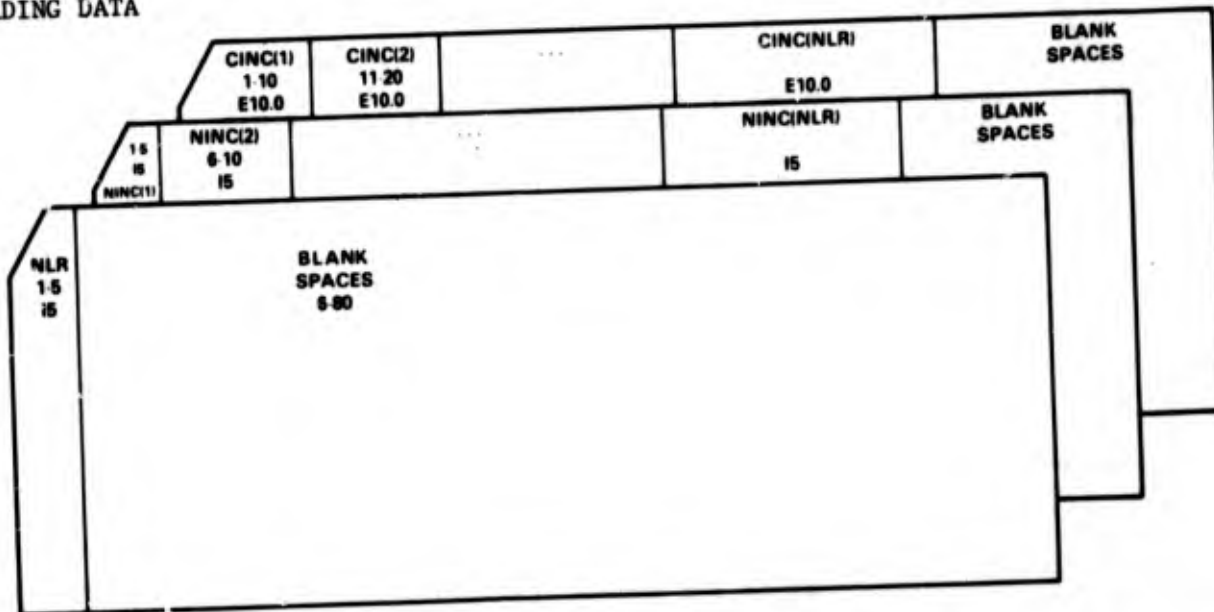 DING DATA
CINC(1)
1-10
E10.0
CINC(2)
11-20
E10.0
...
CINC(NLR)
E10.0
BLANK
SPACES
1-5
I5
NINC(1)
NINC(2)
6-10
I5
...
NINC(NLR)
I5
BLANK
SPACES
NLR
1-5
I5
BLANK
SPACES
6-80